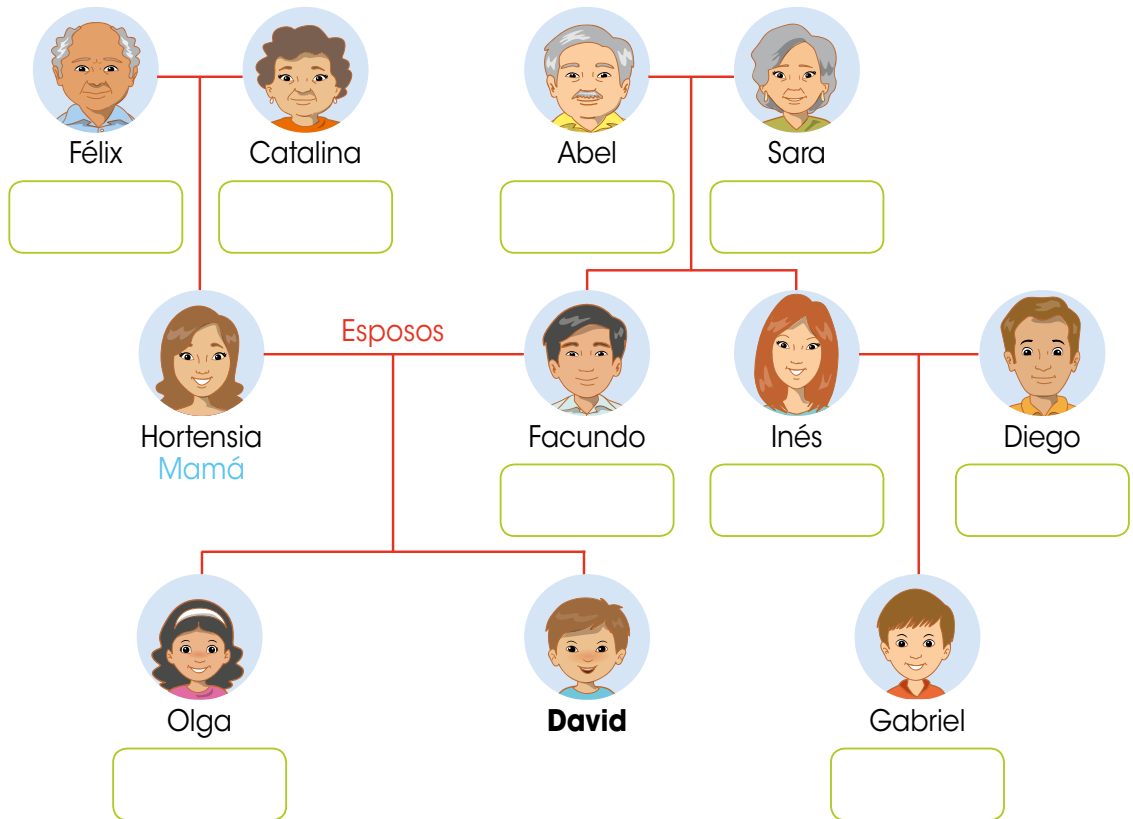 Félix
Catalina
Abel
Sara
Esposos
Hortensia
Mamá
Facundo
Inés
Diego
Olga
David
Gabriel